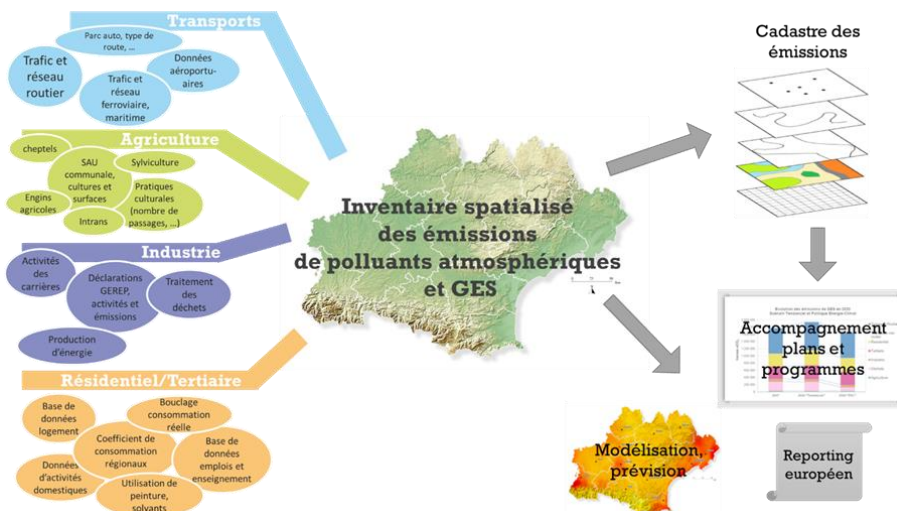 Transports
Parc auto, type de
route, ...
Trafic et
réseau
routier
Données
aéroportu-
aires
Trafic et
réseau
ferroviaire,
maritime
Agriculture
cheptels
SAU
communale,
cultures et
surfaces
Sylviculture
Engins
agricoles
Pratiques
culturales
(nombre de
passages, ...)
Intrans
Industrie
Activités
des
carrières
Déclarations
GEREP,
activités et
émissions
Traitement
des
déchets
Production
d'énergie
Résidentiel/Tertiaire
Base de
données
logement
Bouclage
consommation
réelle
Coefficient de
consommation
régionaux
Base de
données
emplois et
enseignement
Données
d'activités
domestiques
Utilisation de
peinture,
solvants
Inventaire spatialisé
des émissions
de polluants atmosphériques
et GES
Cadastre des
émissions
Accompagnement
plans et
programmes
Modélisation,
prévision
Reporting
européen